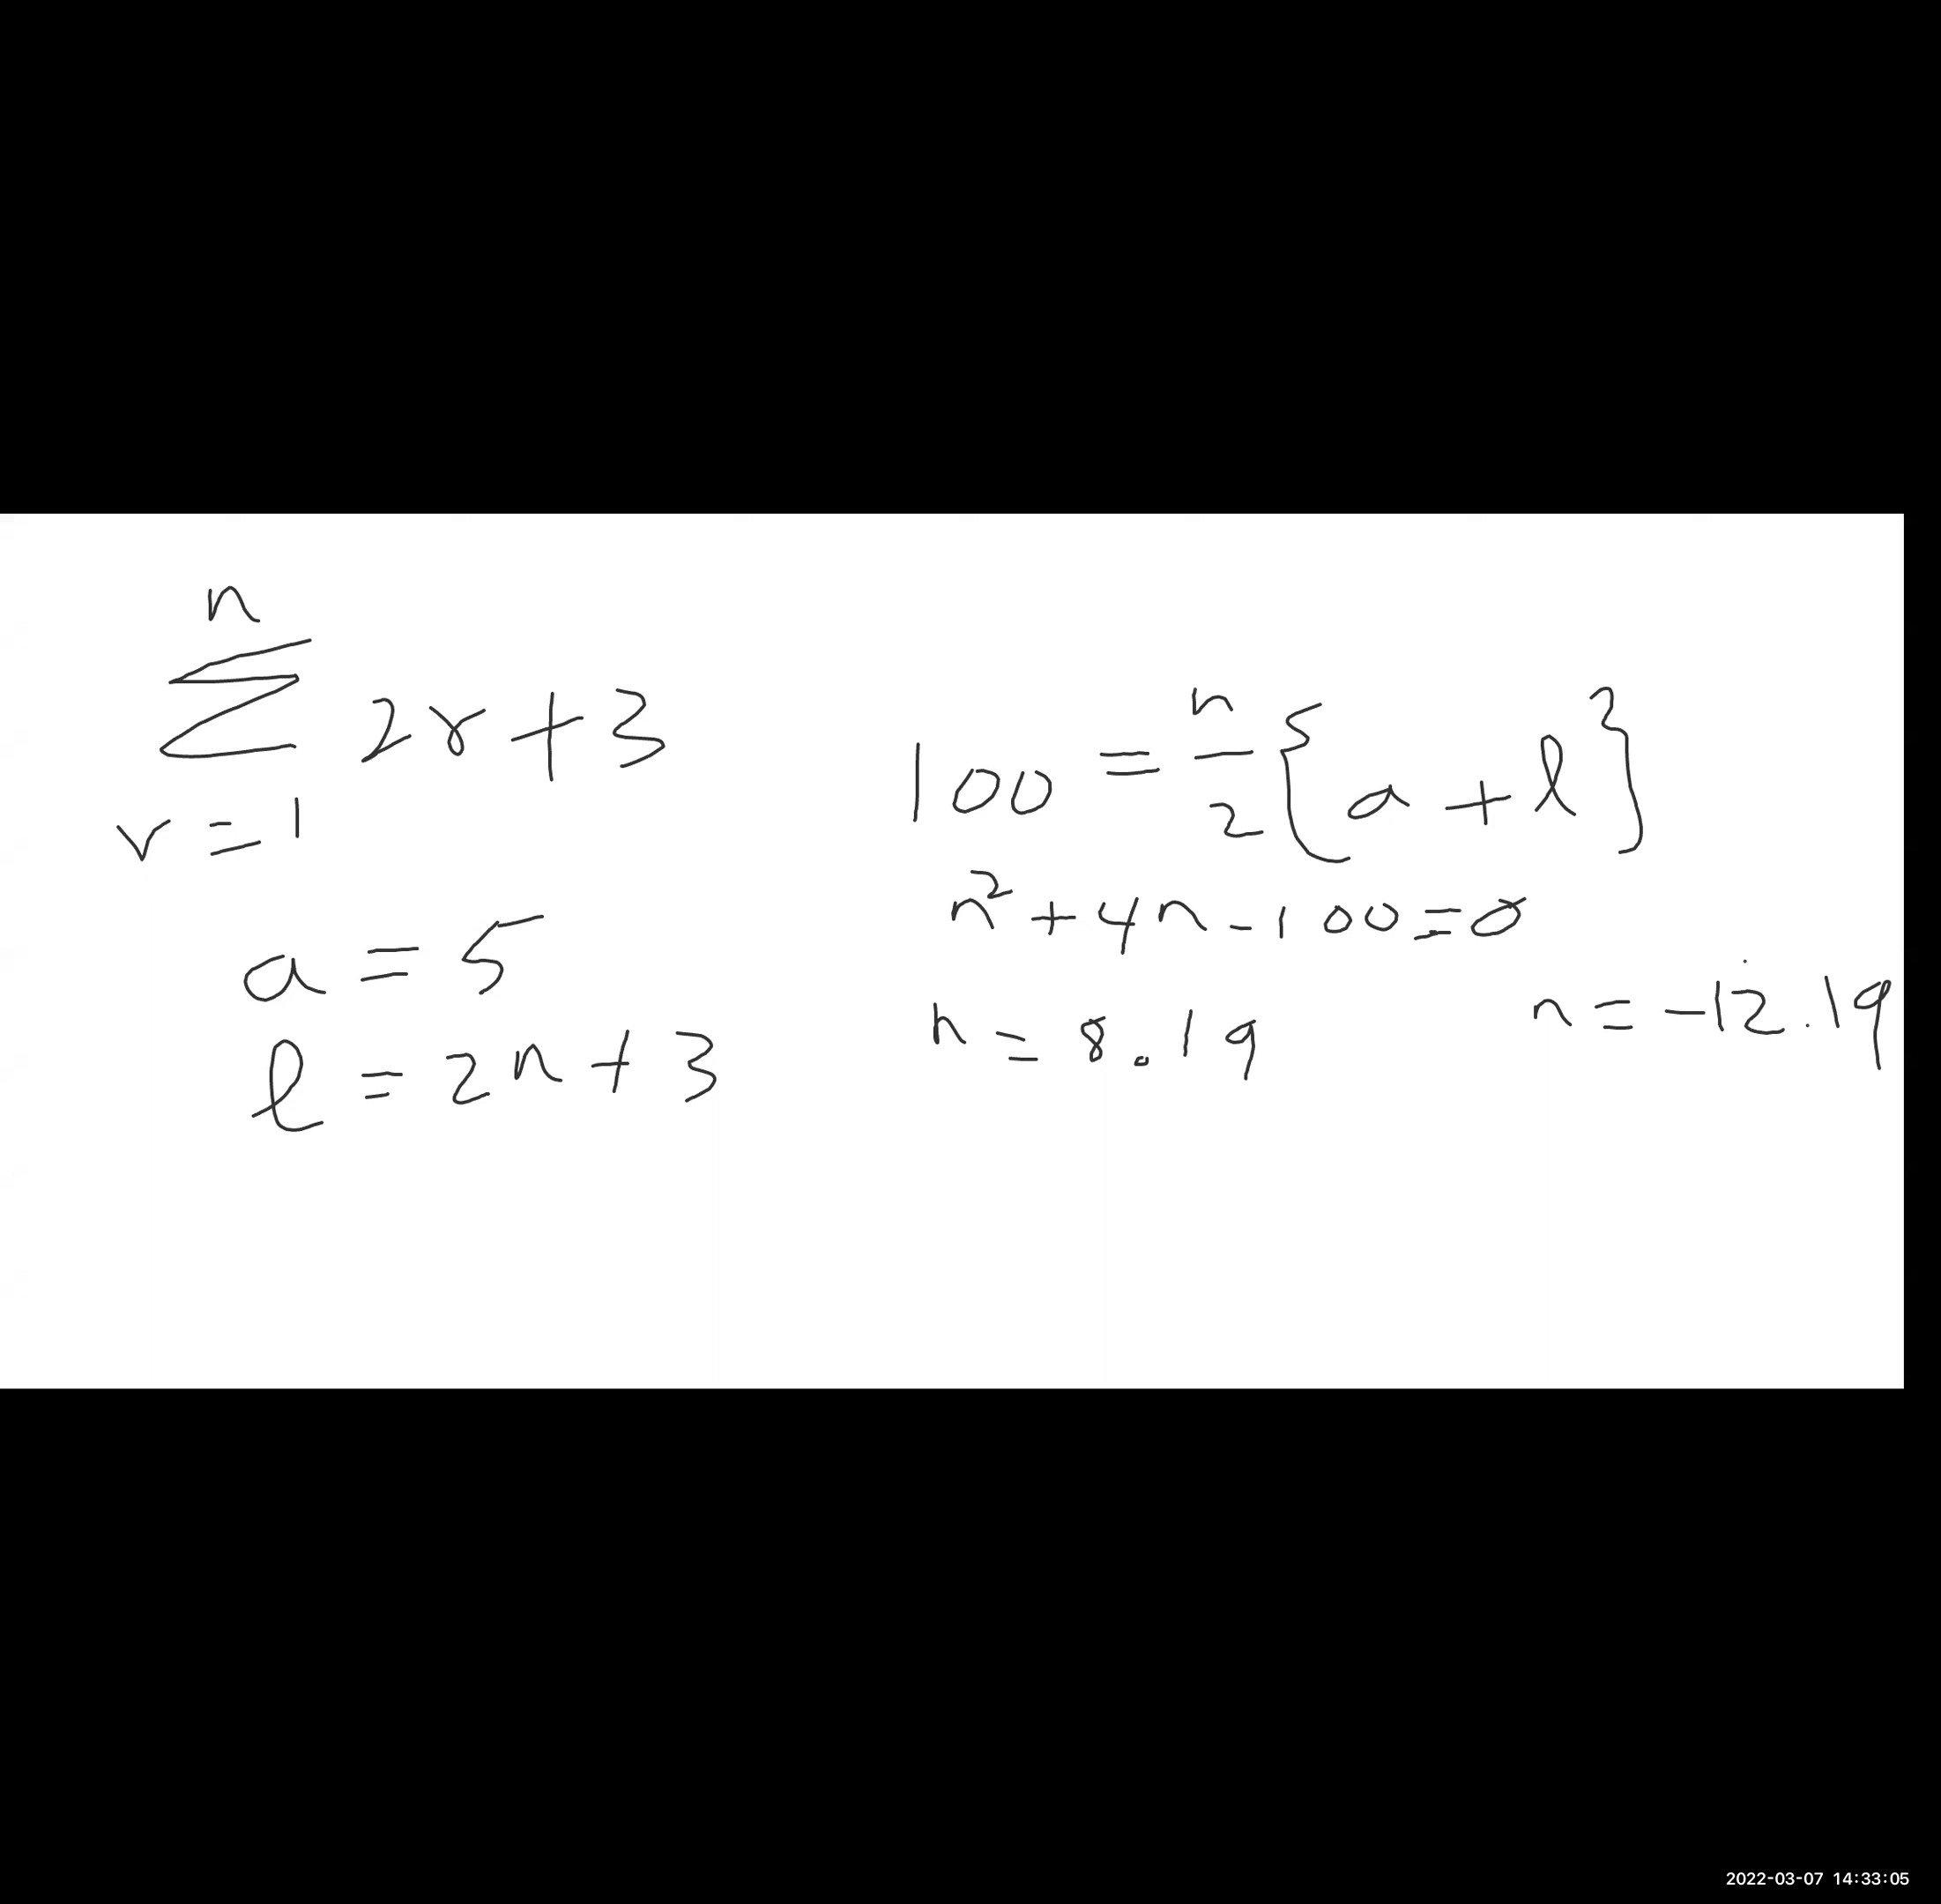 n
Σ 2r+3
r=1
a=5
l=2n+3
100=n/2{a+l}
n²+4n-100=0
n=8.19 n=-12.19
2022-03-07 14:33:05